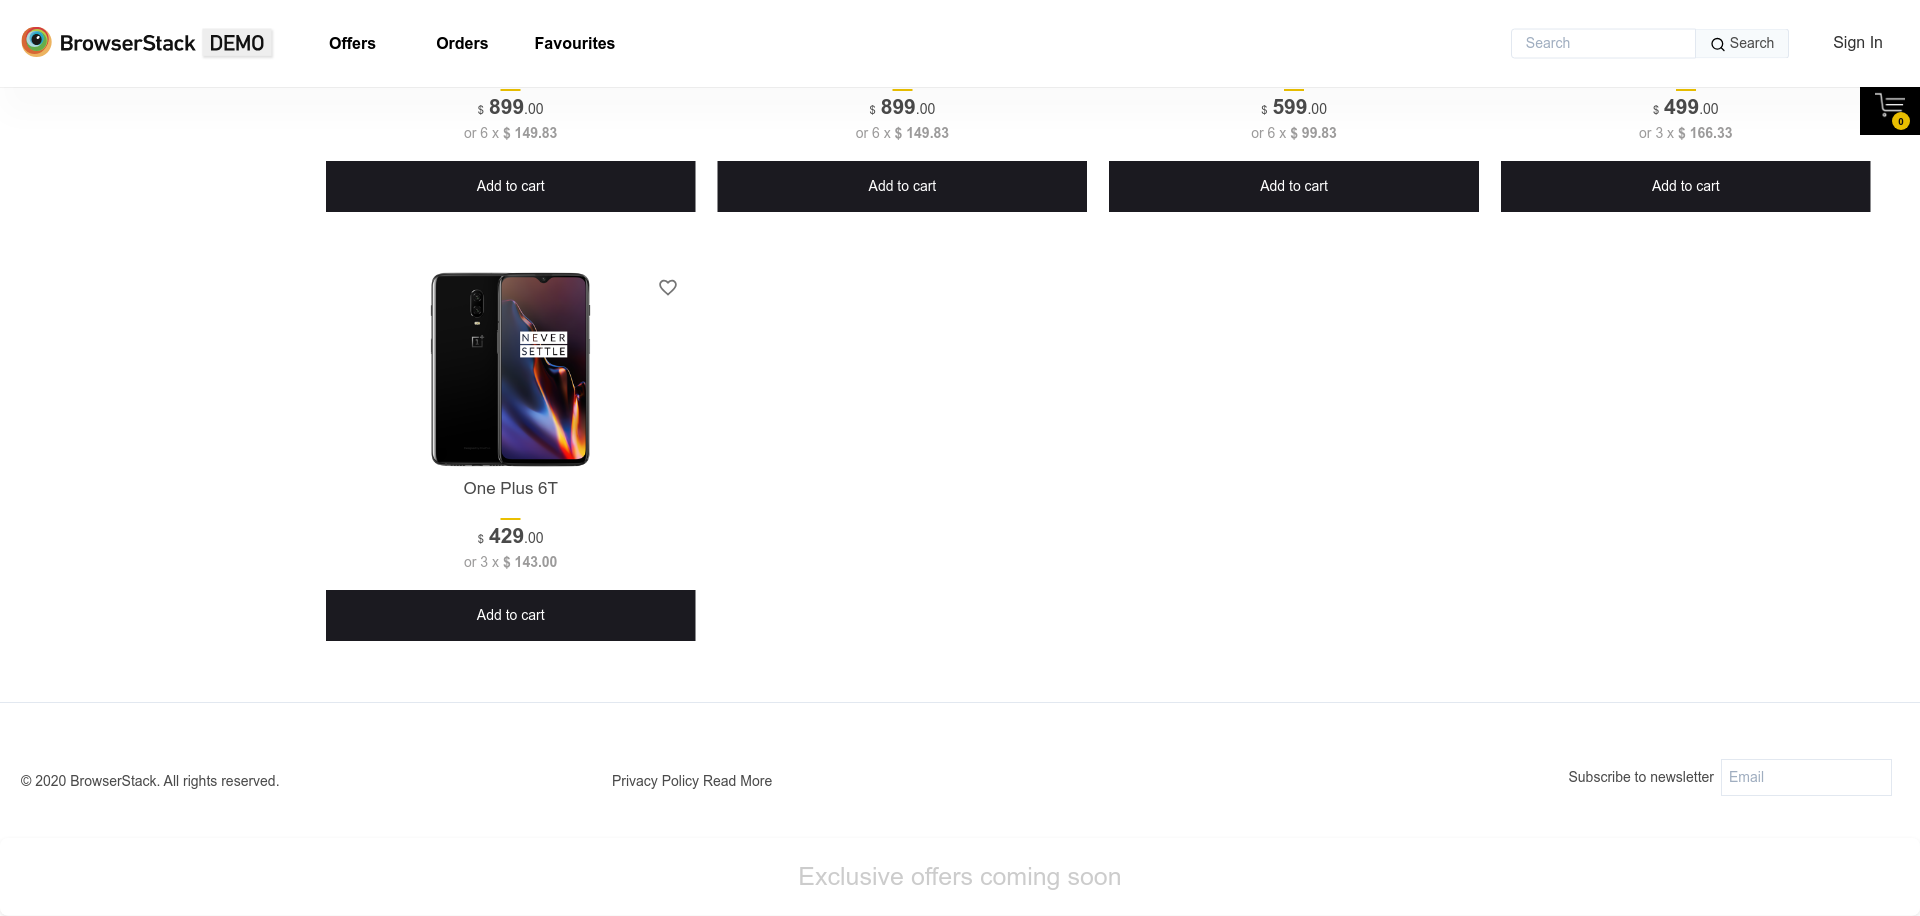 BrowserStack DEMO
Offers Orders Favourites
Search Search Sign In
0
$ 899.00 $ 899.00 $ 599.00 $ 499.00
or 6 x $ 149.83 or 6 x $ 149.83 or 6 x $ 99.83 or 3 x $ 166.33
Add to cart Add to cart Add to cart Add to cart
NEVER
SETTLE
One Plus 6T
$ 429.00
or 3 x $ 143.00
Add to cart
© 2020 BrowserStack. All rights reserved. Privacy Policy Read More Subscribe to newsletter Email
Exclusive offers coming soon